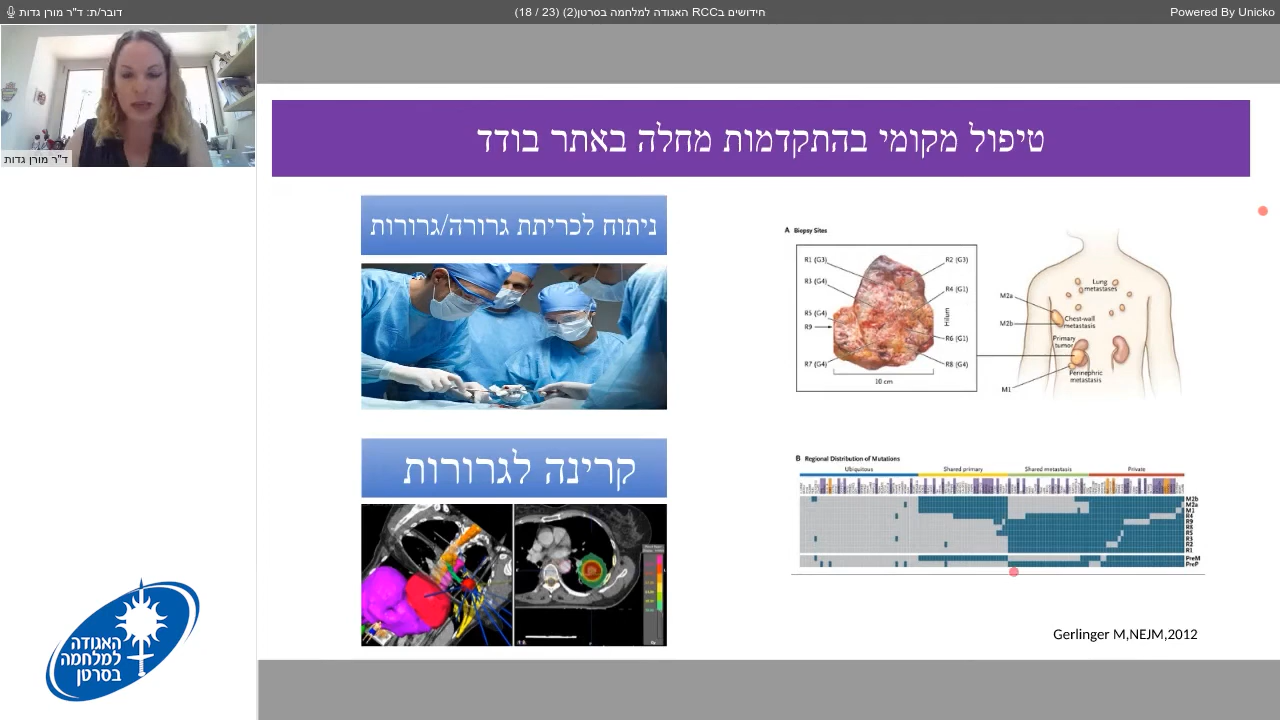 דובר/ת: ד"ר מורן גדות
חידושים בRCC האגודה למלחמה בסרטן(2) (23 / 18)
Powered By Unicko
ד"ר מורן גדות
טיפול מקומי בהתקדמות מחלה באתר בודד
ניתוח לכריתת גרורה/גרורות
קרינה לגרורות
A Biopsy Sites
R1 (G3)
R2 (G3)
R3 (G4)
R4 (G1)
R5 (G4)
R9
Hilum
R6 (G1)
R7 (G4)
R8 (G4)
10 cm
Lung
metastases
M2a
Chest-wall
metastasis
M2b
Primary
tumor
Perinephric
metastasis
M1
B Regional Distribution of Mutations
Ubiquitous
Shared primary
Shared metastasis
Private
M2b
M2a
M1
R4
R9
R8
R5
R3
R2
R1
PreM
PreP
Gerlinger M,NEJM,2012
האגודה
למלחמה
בסרטן